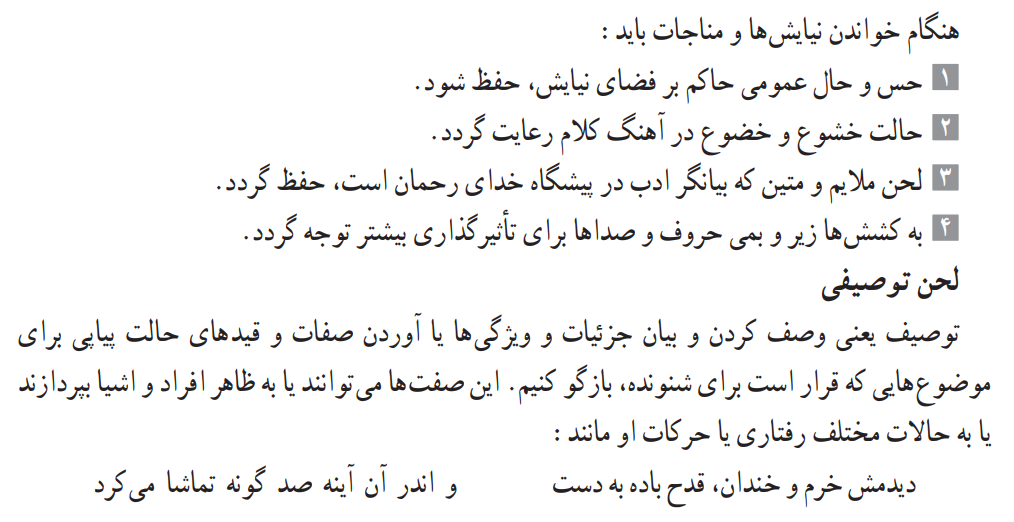 هنگام خواندن نیایش‌ها و مناجات باید :
۱ حس و حال عمومی حاکم بر فضای نیایش، حفظ شود.
۲ حالت خشوع و خضوع در آهنگ کلام رعایت گردد.
۳ لحن ملایم و متین که بیانگر ادب در پیشگاه خدای رحمان است، حفظ گردد.
۴ به کشش‌ها زیر و بمی حروف و صداها برای تأثیرگذاری بیشتر توجه گردد.
لحن توصیفی
توصیف یعنی وصف کردن و بیان جزئیات و ویژگی‌ها یا آوردن صفات و قیدهای حالت پیاپی برای
موضوع‌هایی که قرار است برای شنونده، بازگو کنیم. این صفت‌ها می‌توانند یا به ظاهر افراد و اشیا بپردازند
یا به حالات مختلف رفتاری یا حرکات او مانند :
دیدمش خرم و خندان، قدح باده به دست و اندر آن آینه صد گونه تماشا می‌کرد